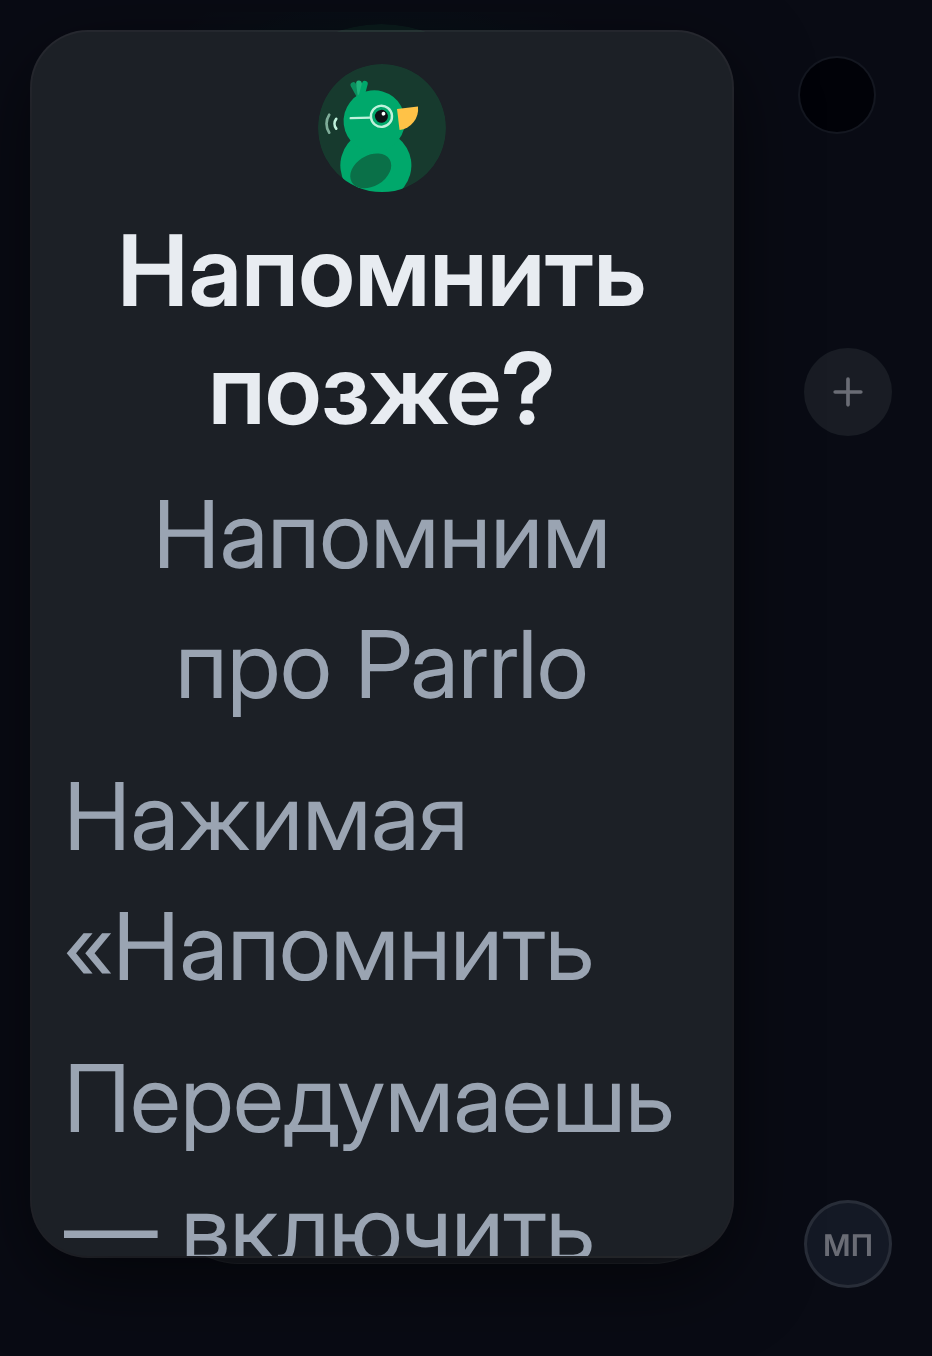 Напомнить
позже?
Напомним
про Parrlo
Нажимая
«Напомнить
Передумаешь
— включить
МП